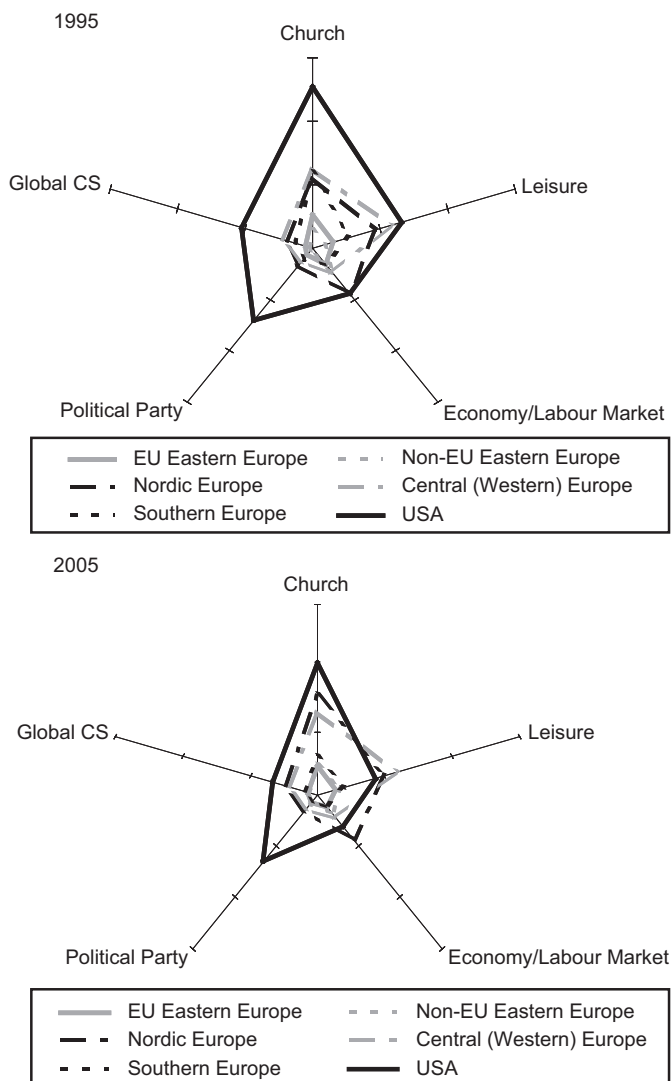 1995
Church
Global CS
Leisure
Political Party
Economy/Labour Market
EU Eastern Europe
Non-EU Eastern Europe
Nordic Europe
Central (Western) Europe
Southern Europe
USA
2005
Church
Global CS
Leisure
Political Party
Economy/Labour Market
EU Eastern Europe
Non-EU Eastern Europe
Nordic Europe
Central (Western) Europe
Southern Europe
USA